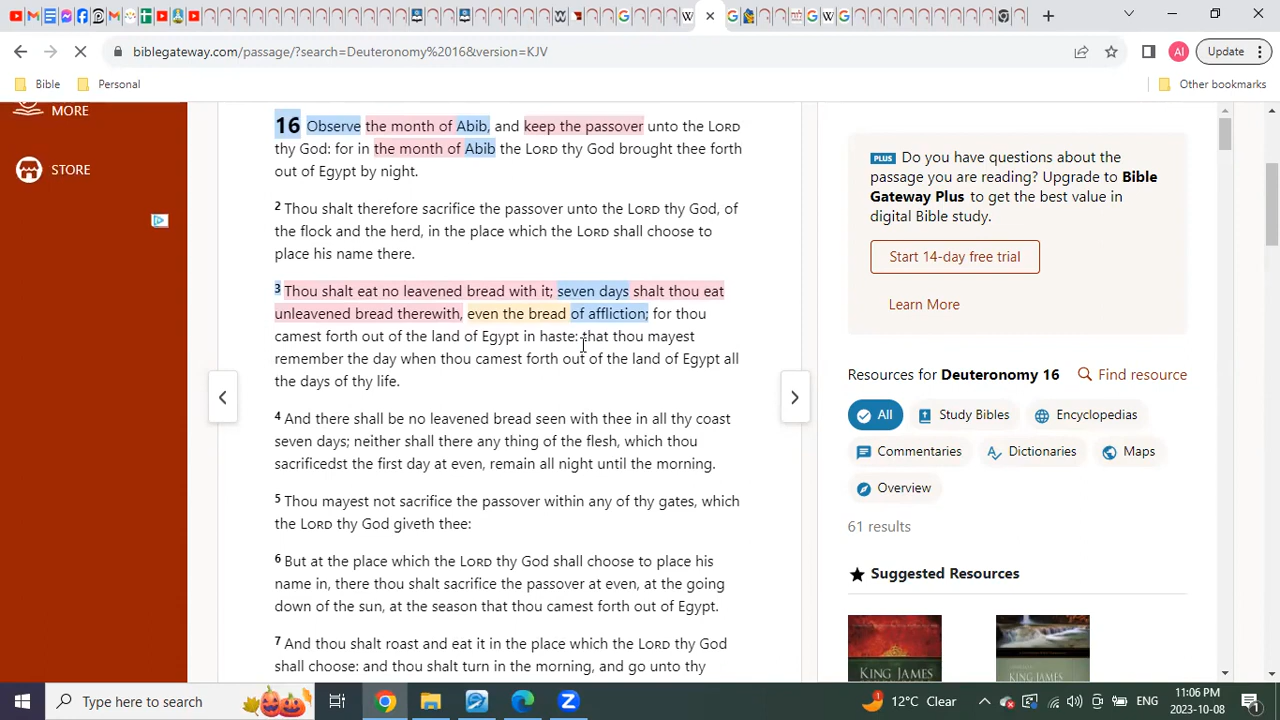 biblegateway.com/passage/?search=Deuteronomy%2016&version=KJV
Update
AI
Bible
Personal
Other bookmarks
MORE
STORE
16 Observe the month of Abib, and keep the passover unto the LORD
thy God: for in the month of Abib the LORD thy God brought thee forth
out of Egypt by night.
2 Thou shalt therefore sacrifice the passover unto the LORD thy God, of
the flock and the herd, in the place which the LORD shall choose to
place his name there.
3 Thou shalt eat no leavened bread with it; seven days shalt thou eat
unleavened bread therewith, even the bread of affliction; for thou
camest forth out of the land of Egypt in haste: that thou mayest
remember the day when thou camest forth out of the land of Egypt all
the days of thy life.
4 And there shall be no leavened bread seen with thee in all thy coast
seven days; neither shall there any thing of the flesh, which thou
sacrificedst the first day at even, remain all night until the morning.
5 Thou mayest not sacrifice the passover within any of thy gates, which
the LORD thy God giveth thee:
6 But at the place which the LORD thy God shall choose to place his
name in, there thou shalt sacrifice the passover at even, at the going
down of the sun, at the season that thou camest forth out of Egypt.
7 And thou shalt roast and eat it in the place which the LORD thy God
shall choose: and thou shalt turn in the morning, and go unto thy
PLUS Do you have questions about the
passage you are reading? Upgrade to Bible
Gateway Plus to get the best value in
digital Bible study.
Start 14-day free trial
Learn More
Resources for Deuteronomy 16
Find resource
All
Study Bibles
Encyclopedias
Commentaries
Dictionaries
Maps
Overview
61 results
Suggested Resources
KING JAMES
KING JAMES
Type here to search
1
12°C Clear
ENG
11:06 PM
2023-10-08
1